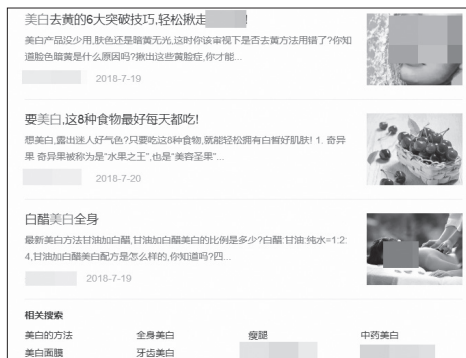 美白去黄的6大突破技巧,轻松揪走
美白产品没少用,肤色还是暗黄无光,这时你该审视下是否去黄方法用错了?你知
道脸色暗黄是什么原因吗?揪出这些黄脸症,你才能...
2018-7-19
要美白,这8种食物最好每天都吃!
想美白,露出迷人好气色?只要吃这8种食物,就能轻松拥有白皙好肌肤! 1. 奇异
果 奇异果被称为是“水果之王”,也是“美容圣果”...
2018-7-20
白醋美白全身
最新美白方法甘油加白醋,甘油加白醋美白的比例是多少?白醋:甘油:纯水=1:2:
4,甘油加白醋美白配方是怎么样的,你知道吗?四...
2018-7-19
相关搜索
美白的方法 全身美白 瘦腿 中药美白
美白面膜 牙齿美白